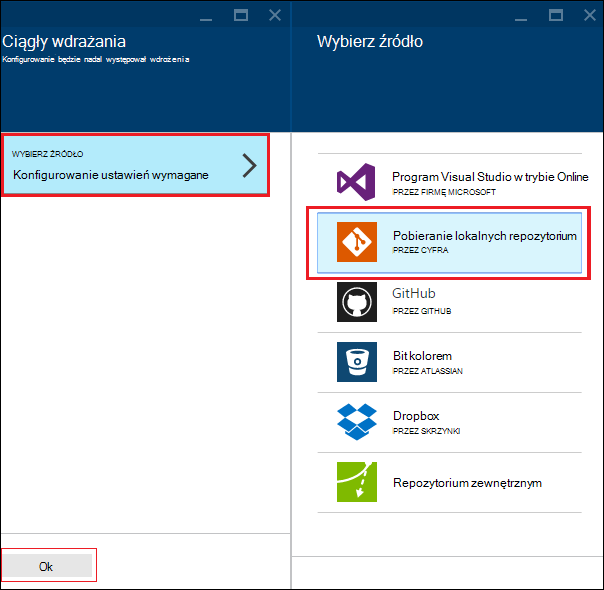 Ciągły wdrażania
Konfigurowanie będzie nadal występował wdrożenia
WYBIERZ ŹRÓDŁO
Konfigurowanie ustawień wymagane
Ok
Wybierz źródło
Program Visual Studio w trybie Online
PRZEZ FIRMĘ MICROSOFT
Pobieranie lokalnych repozytorium
PRZEZ CYFRA
GitHub
PRZEZ GITHUB
Bit kolorem
PRZEZ ATLASSIAN
Dropbox
PRZEZ SKRZYNKI
Repozytorium zewnętrznym